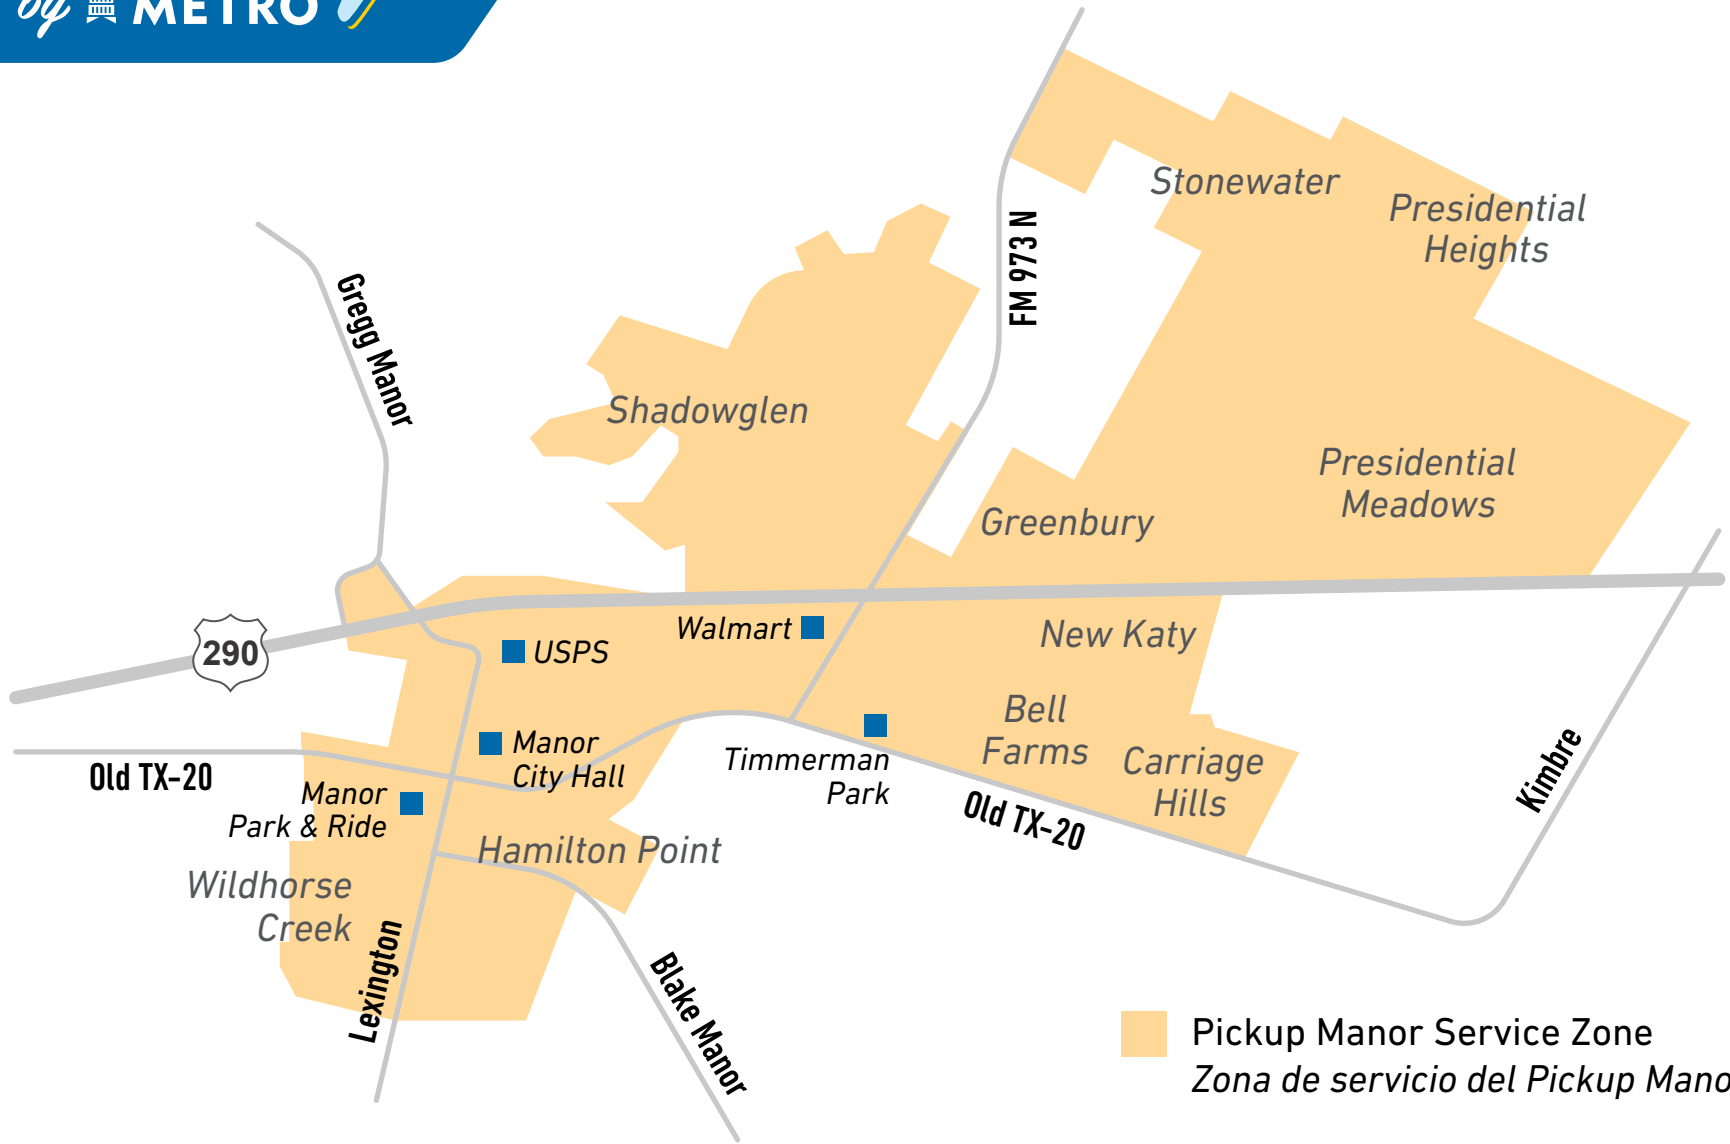 by METRO
Stonewater
Presidential
Heights
FM 973 N
Gregg Manor
Shadowglen
Presidential
Meadows
Greenbury
290
Walmart
USPS
New Katy
Bell
Farms
Manor
City Hall
Timmerman
Park
Carriage
Hills
Kimbre
Old TX-20
Manor
Park & Ride
Old TX-20
Hamilton Point
Wildhorse
Creek
Lexington
Blake Manor
Pickup Manor Service Zone
Zona de servicio del Pickup Mano